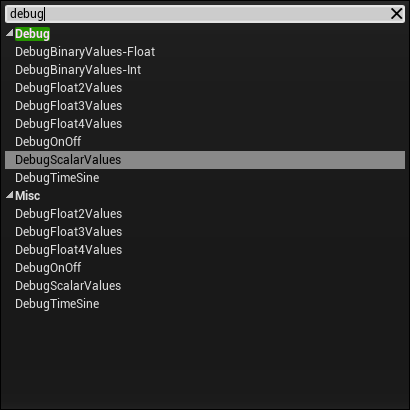 debug
Debug
DebugBinaryValues-Float
DebugBinaryValues-Int
DebugFloat2Values
DebugFloat3Values
DebugFloat4Values
DebugOnOff
DebugScalarValues
DebugTimeSine
Misc
DebugFloat2Values
DebugFloat3Values
DebugFloat4Values
DebugOnOff
DebugScalarValues
DebugTimeSine